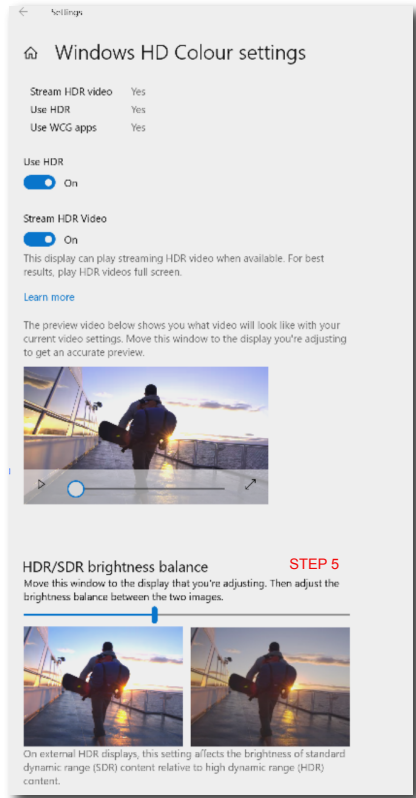 Settings
Windows HD Colour settings
Stream HDR video Yes
Use HDR Yes
Use WCG apps Yes
Use HDR
On
Stream HDR Video
On
This display can play streaming HDR video when available. For best
results, play HDR videos full screen.
Learn more
The preview video below shows you what video will look like with your
current video settings. Move this window to the display you're adjusting
to get an accurate preview.
HDR/SDR brightness balance STEP 5
Move this window to the display that you're adjusting. Then adjust the
brightness balance between the two images.
On external HDR displays, this setting affects the brightness of standard
dynamic range (SDR) content relative to high dynamic range (HDR)
content.